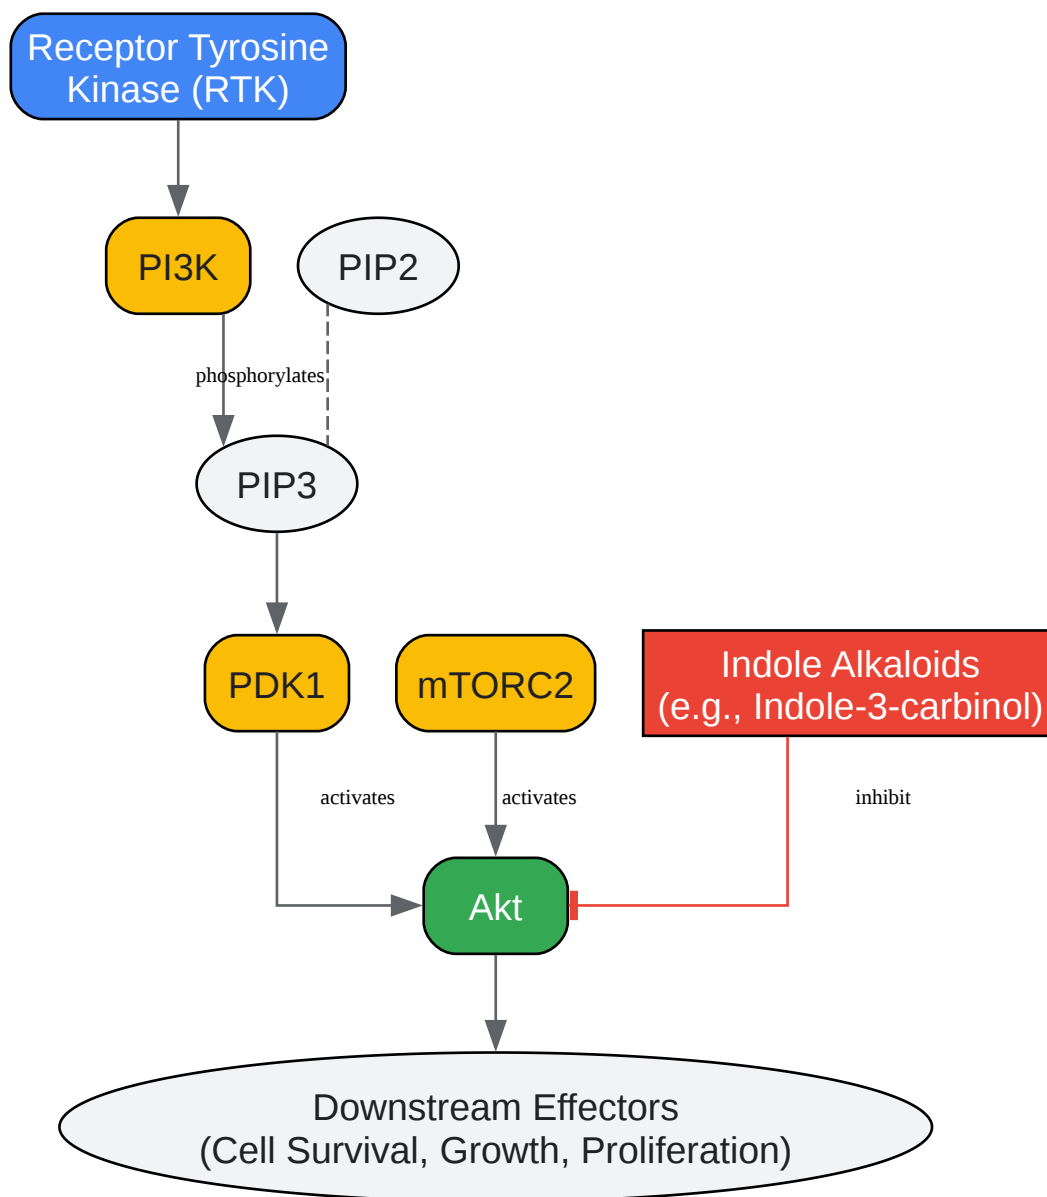 Receptor Tyrosine
Kinase (RTK)
PI3K
PIP2
phosphorylates
PIP3
PDK1
mTORC2
Indole Alkaloids
(e.g., Indole-3-carbinol)
activates
activates
inhibit
Akt
Downstream Effectors
(Cell Survival, Growth, Proliferation)